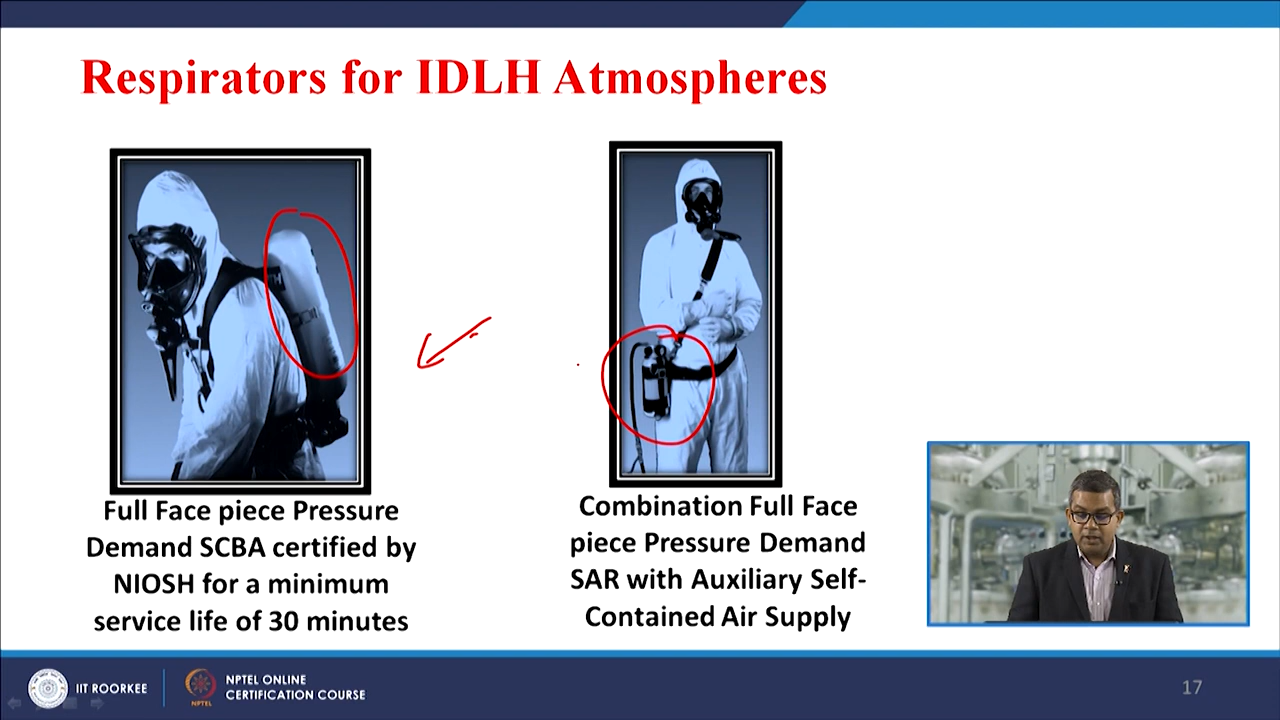 Respirators for IDLH Atmospheres
Full Face piece Pressure
Demand SCBA certified by
NIOSH for a minimum
service life of 30 minutes
Combination Full Face
piece Pressure Demand
SAR with Auxiliary Self-
Contained Air Supply
IIT ROORKEE
NPTEL
NPTEL ONLINE
CERTIFICATION COURSE
17